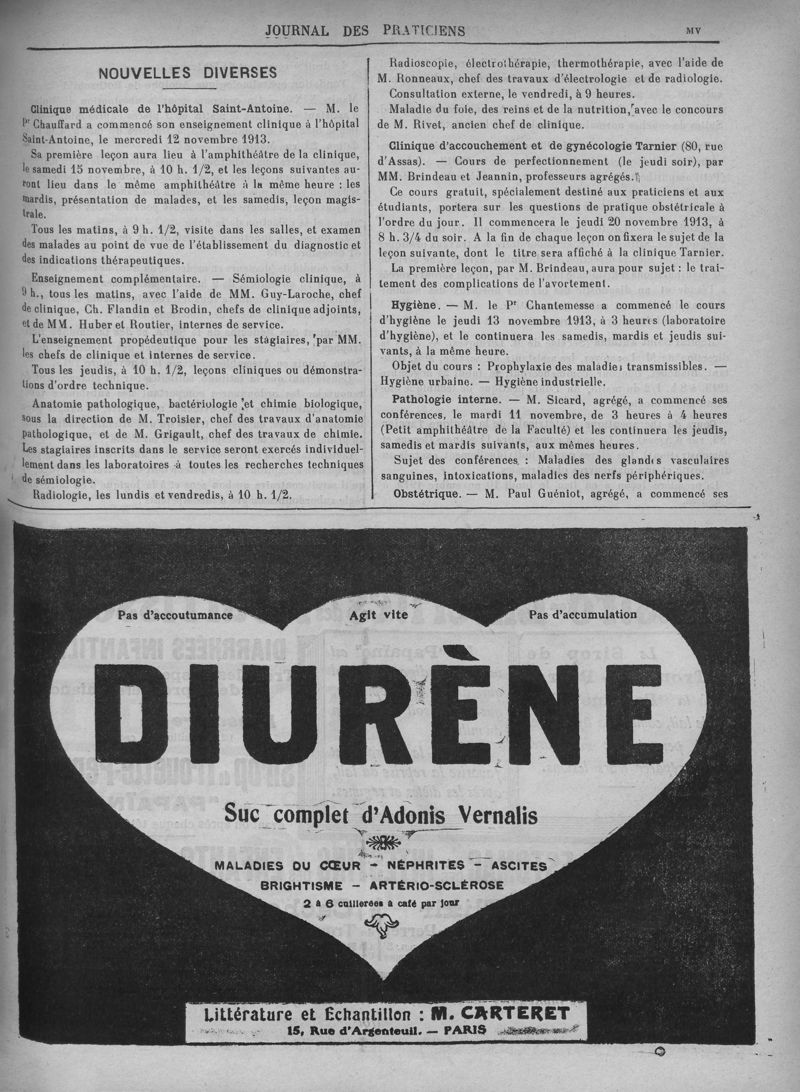 JOURNAL DES PRATICIENS
MV
NOUVELLES DIVERSES
Clinique médicale de l'hôpital Saint-Antoine. — M. le
Pr Chauffard a commencé son enseignement clinique à l'hôpital
Saint-Antoine, le mercredi 12 novembre 1913.
Sa première leçon aura lieu à l'amphithéâtre de la clinique,
le samedi 15 novembre, à 10 h. 1/2, et les leçons suivantes au-
ront lieu dans le même amphithéâtre à la même heure : les
mardis, présentation de malades, et les samedis, leçon magis-
trale.
Tous les matins, à 9 h. 1/2, visite dans les salles, et examen
des malades au point de vue de l'établissement du diagnostic et
des indications thérapeutiques.
Enseignement complémentaire. — Sémiologie clinique, à
9 h., tous les matins, avec l'aide de MM. Guy-Laroche, chef
de clinique, Ch. Flandin et Brodin, chefs de clinique adjoints,
et de MM. Huber et Routier, internes de service.
L'enseignement propédeutique pour les stagiaires, par MM.
les chefs de clinique et internes de service.
Tous les jeudis, à 10 h. 1/2, leçons cliniques ou démonstra-
tions d'ordre technique.
Anatomie pathologique, bactériologie et chimie biologique,
sous la direction de M. Troisier, chef des travaux d'anatomie
pathologique, et de M. Grigault, chef des travaux de chimie.
Les stagiaires inscrits dans le service seront exercés individuel-
lement dans les laboratoires à toutes les recherches techniques
de sémiologie.
Radiologie, les lundis et vendredis, à 10 h. 1/2.
Radioscopie, électrothérapie, thermothérapie, avec l'aide de
M. Ronneaux, chef des travaux d'électrologie et de radiologie.
Consultation externe, le vendredi, à 9 heures.
Maladie du foie, des reins et de la nutrition, avec le concours
de M. Rivet, ancien chef de clinique.
Clinique d'accouchement et de gynécologie Tarnier (80, rue
d'Assas). — Cours de perfectionnement (le jeudi soir), par
MM. Brindeau et Jeannin, professeurs agrégés.
Ce cours gratuit, spécialement destiné aux praticiens et aux
étudiants, portera sur les questions de pratique obstétricale à
l'ordre du jour. Il commencera le jeudi 20 novembre 1913, à
8 h. 3/4 du soir. A la fin de chaque leçon on fixera le sujet de la
leçon suivante, dont le titre sera affiché à la clinique Tarnier.
La première leçon, par M. Brindeau, aura pour sujet : le trai-
tement des complications de l'avortement.
Hygiène. — M. le Pr Chantemesse a commencé le cours
d'hygiène le jeudi 13 novembre 1913, à 3 heures (laboratoire
d'hygiène), et le continuera les samedis, mardis et jeudis sui-
vants, à la même heure.
Objet du cours : Prophylaxie des maladies transmissibles. —
Hygiène urbaine. — Hygiène industrielle.
Pathologie interne. — M. Sicard, agrégé, a commencé ses
conférences, le mardi 11 novembre, de 3 heures à 4 heures
(Petit amphithéâtre de la Faculté) et les continuera les jeudis,
samedis et mardis suivants, aux mêmes heures.
Sujet des conférences : Maladies des glandes vasculaires
sanguines, intoxications, maladies des nerfs périphériques.
Obstétrique. — M. Paul Guéniot, agrégé, a commencé ses
Pas d'accoutumance Agit vite Pas d'accumulation
DIURÈNE
Suc complet d'Adonis Vernalis
MALADIES DU CŒUR - NÉPHRITES - ASCITES
BRIGHTISME - ARTÉRIO-SCLÉROSE
2 à 6 cuillerées à café par jour
Littérature et Échantillon : M. CARTERET
15, Rue d'Argenteuil. — PARIS